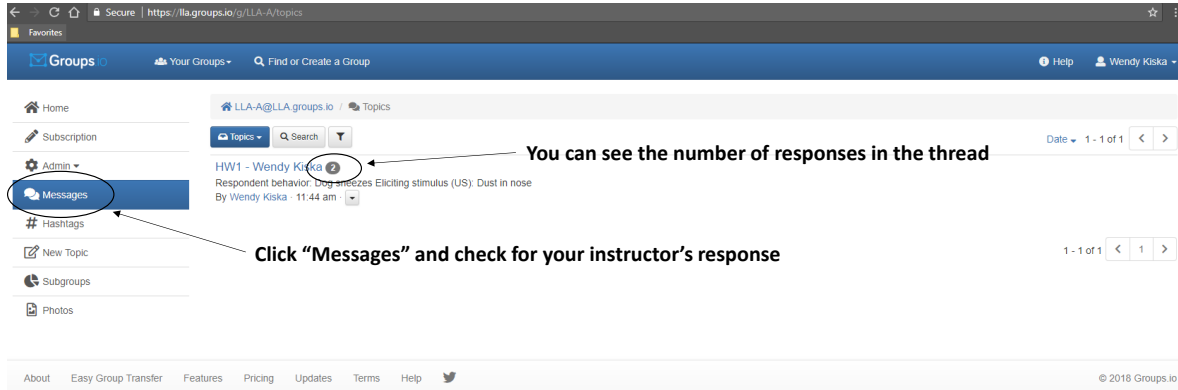 Secure | https://lla.groups.io/g/LLA-A/topics
Favorites
Groups.io Your Groups Find or Create a Group Help Wendy Kiska
Home
Subscription
Admin
Messages
# Hashtags
New Topic
Subgroups
Photos
LLA-A@LLA.groups.io / Topics
Topics Search Date 1 - 1 of 1
HW1 - Wendy Kiska 2
You can see the number of responses in the thread
Respondent behavior: Dog sneezes Eliciting stimulus (US): Dust in nose
By Wendy Kiska · 11:44 am ·
Click “Messages” and check for your instructor’s response
1 - 1 of 1 1
About Easy Group Transfer Features Pricing Updates Terms Help © 2018 Groups.io